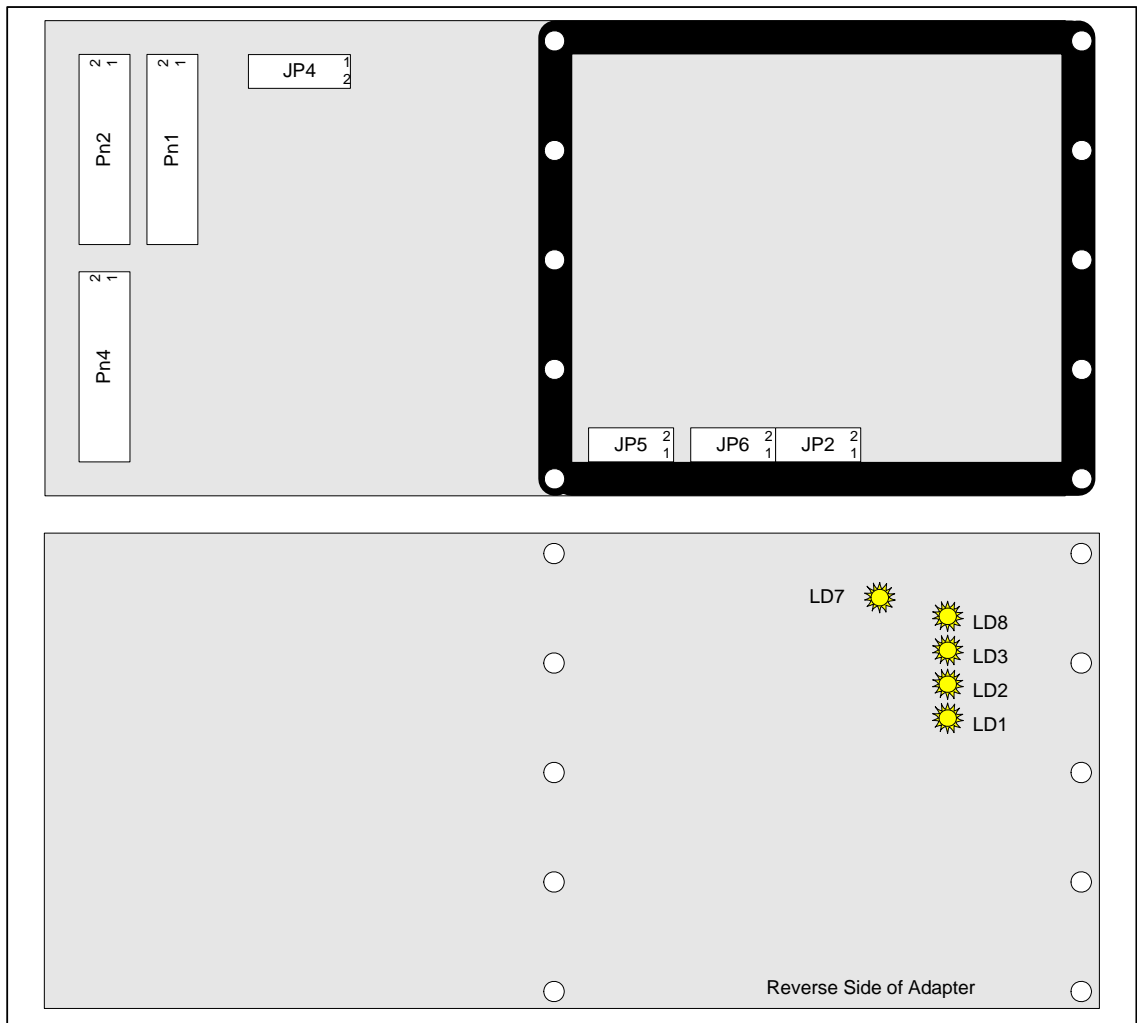 2 1
2 1
JP4
1
2
Pn2
Pn1
2 1
Pn4
JP5
2
1
JP6
2
1
JP2
2
1
LD7
LD8
LD3
LD2
LD1
Reverse Side of Adapter